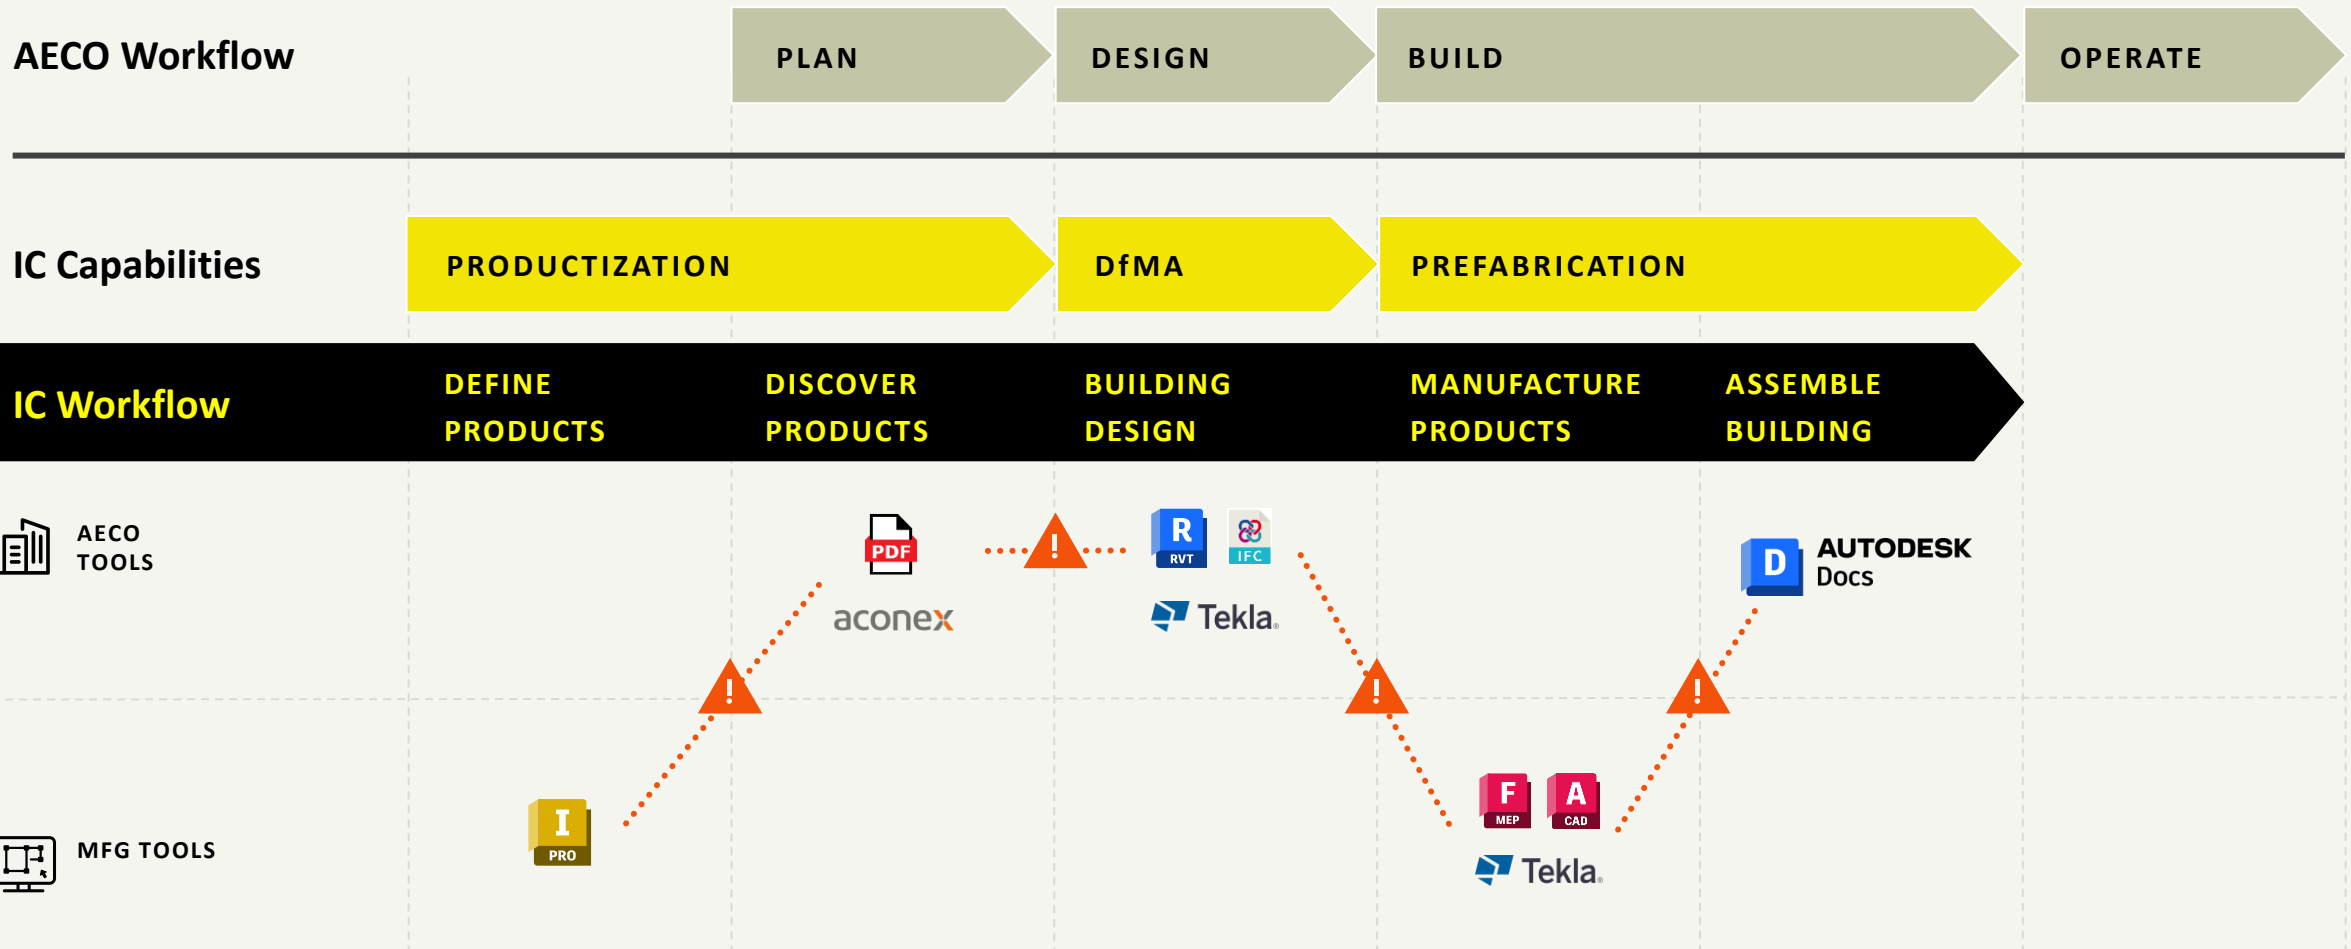 AECO Workflow
PLAN
DESIGN
BUILD
OPERATE
IC Capabilities
PRODUCTIZATION
DfMA
PREFABRICATION
IC Workflow
DEFINE
PRODUCTS
DISCOVER
PRODUCTS
BUILDING
DESIGN
MANUFACTURE
PRODUCTS
ASSEMBLE
BUILDING
AECO
TOOLS
PDF
aconex
!
R
RVT
IFC
Tekla®
D
AUTODESK
Docs
!
!
!
MFG TOOLS
I
PRO
F
MEP
A
CAD
Tekla®